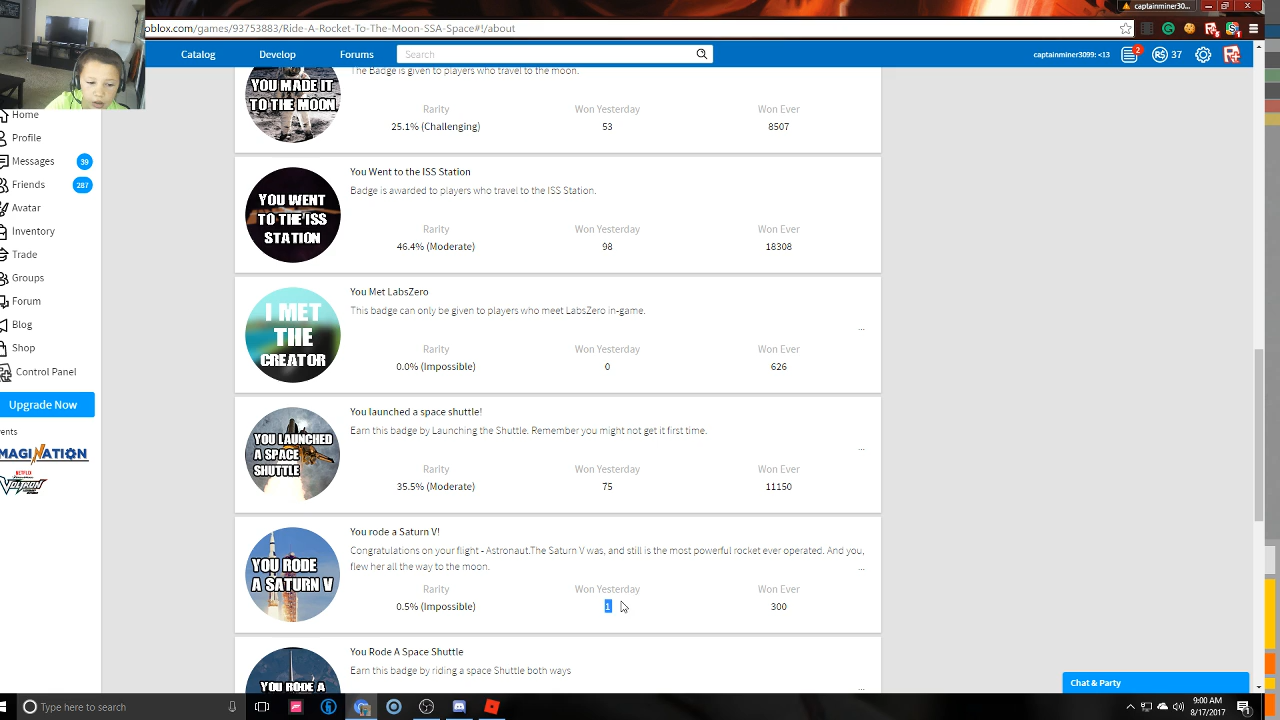 captainminer30...
oblox.com/games/93753883/Ride-A-Rocket-To-The-Moon-SSA-Space#!/about
Catalog
Develop
Forums
Search
captainminer3099: <13
2
37
Home
Profile
Messages
39
Friends
287
Avatar
Inventory
Trade
Groups
Forum
Blog
Shop
Control Panel
Upgrade Now
vents
MAGINATION
NETFLIX
VOLTRON
YOU MADE IT
TO THE MOON
The Badge is given to players who travel to the moon.
Rarity
Won Yesterday
Won Ever
25.1% (Challenging)
53
8507
YOU WENT
TO THE ISS
STATION
You Went to the ISS Station
Badge is awarded to players who travel to the ISS Station.
Rarity
Won Yesterday
Won Ever
46.4% (Moderate)
98
18308
I MET
THE
CREATOR
You Met LabsZero
This badge can only be given to players who meet LabsZero in-game.
...
Rarity
Won Yesterday
Won Ever
0.0% (Impossible)
0
626
YOU LAUNCHED
A SPACE
SHUTTLE
You launched a space shuttle!
Earn this badge by Launching the Shuttle. Remember you might not get it first time.
...
Rarity
Won Yesterday
Won Ever
35.5% (Moderate)
75
11150
YOU RODE
A SATURN V
You rode a Saturn V!
Congratulations on your flight - Astronaut.The Saturn V was, and still is the most powerful rocket ever operated. And you,
flew her all the way to the moon.
...
Rarity
Won Yesterday
Won Ever
0.5% (Impossible)
1
300
YOU RODE A
You Rode A Space Shuttle
Earn this badge by riding a space Shuttle both ways
...
Chat & Party
Type here to search
9:00 AM
8/17/2017